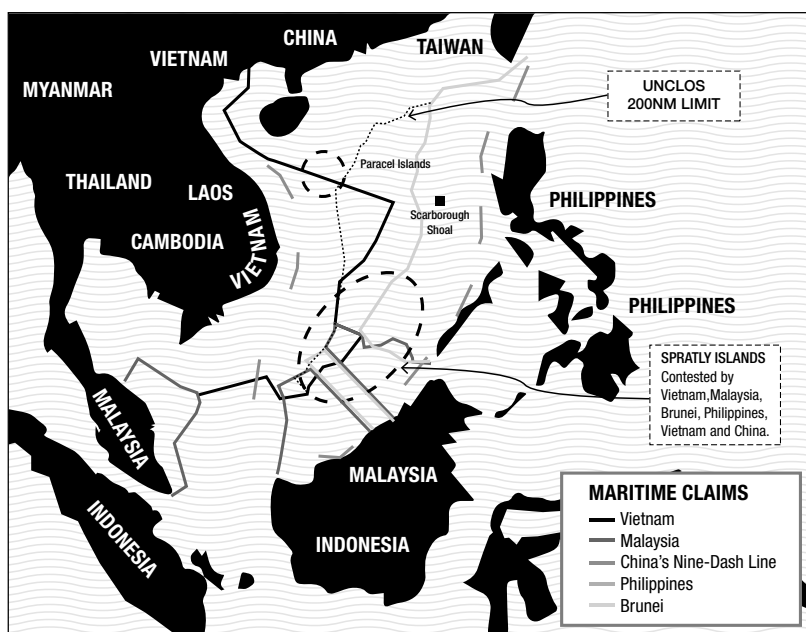 CHINA
TAIWAN
VIETNAM
MYANMAR
UNCLOS
200NM LIMIT
Paracel Islands
THAILAND
LAOS
PHILIPPINES
Scarborough
Shoal
CAMBODIA
VIETNAM
PHILIPPINES
SPRATLY ISLANDS
Contested by
Vietnam,Malaysia,
Brunei, Philippines,
Vietnam and China.
MALAYSIA
MALAYSIA
INDONESIA
INDONESIA
MARITIME CLAIMS
Vietnam
Malaysia
China's Nine-Dash Line
Philippines
Brunei